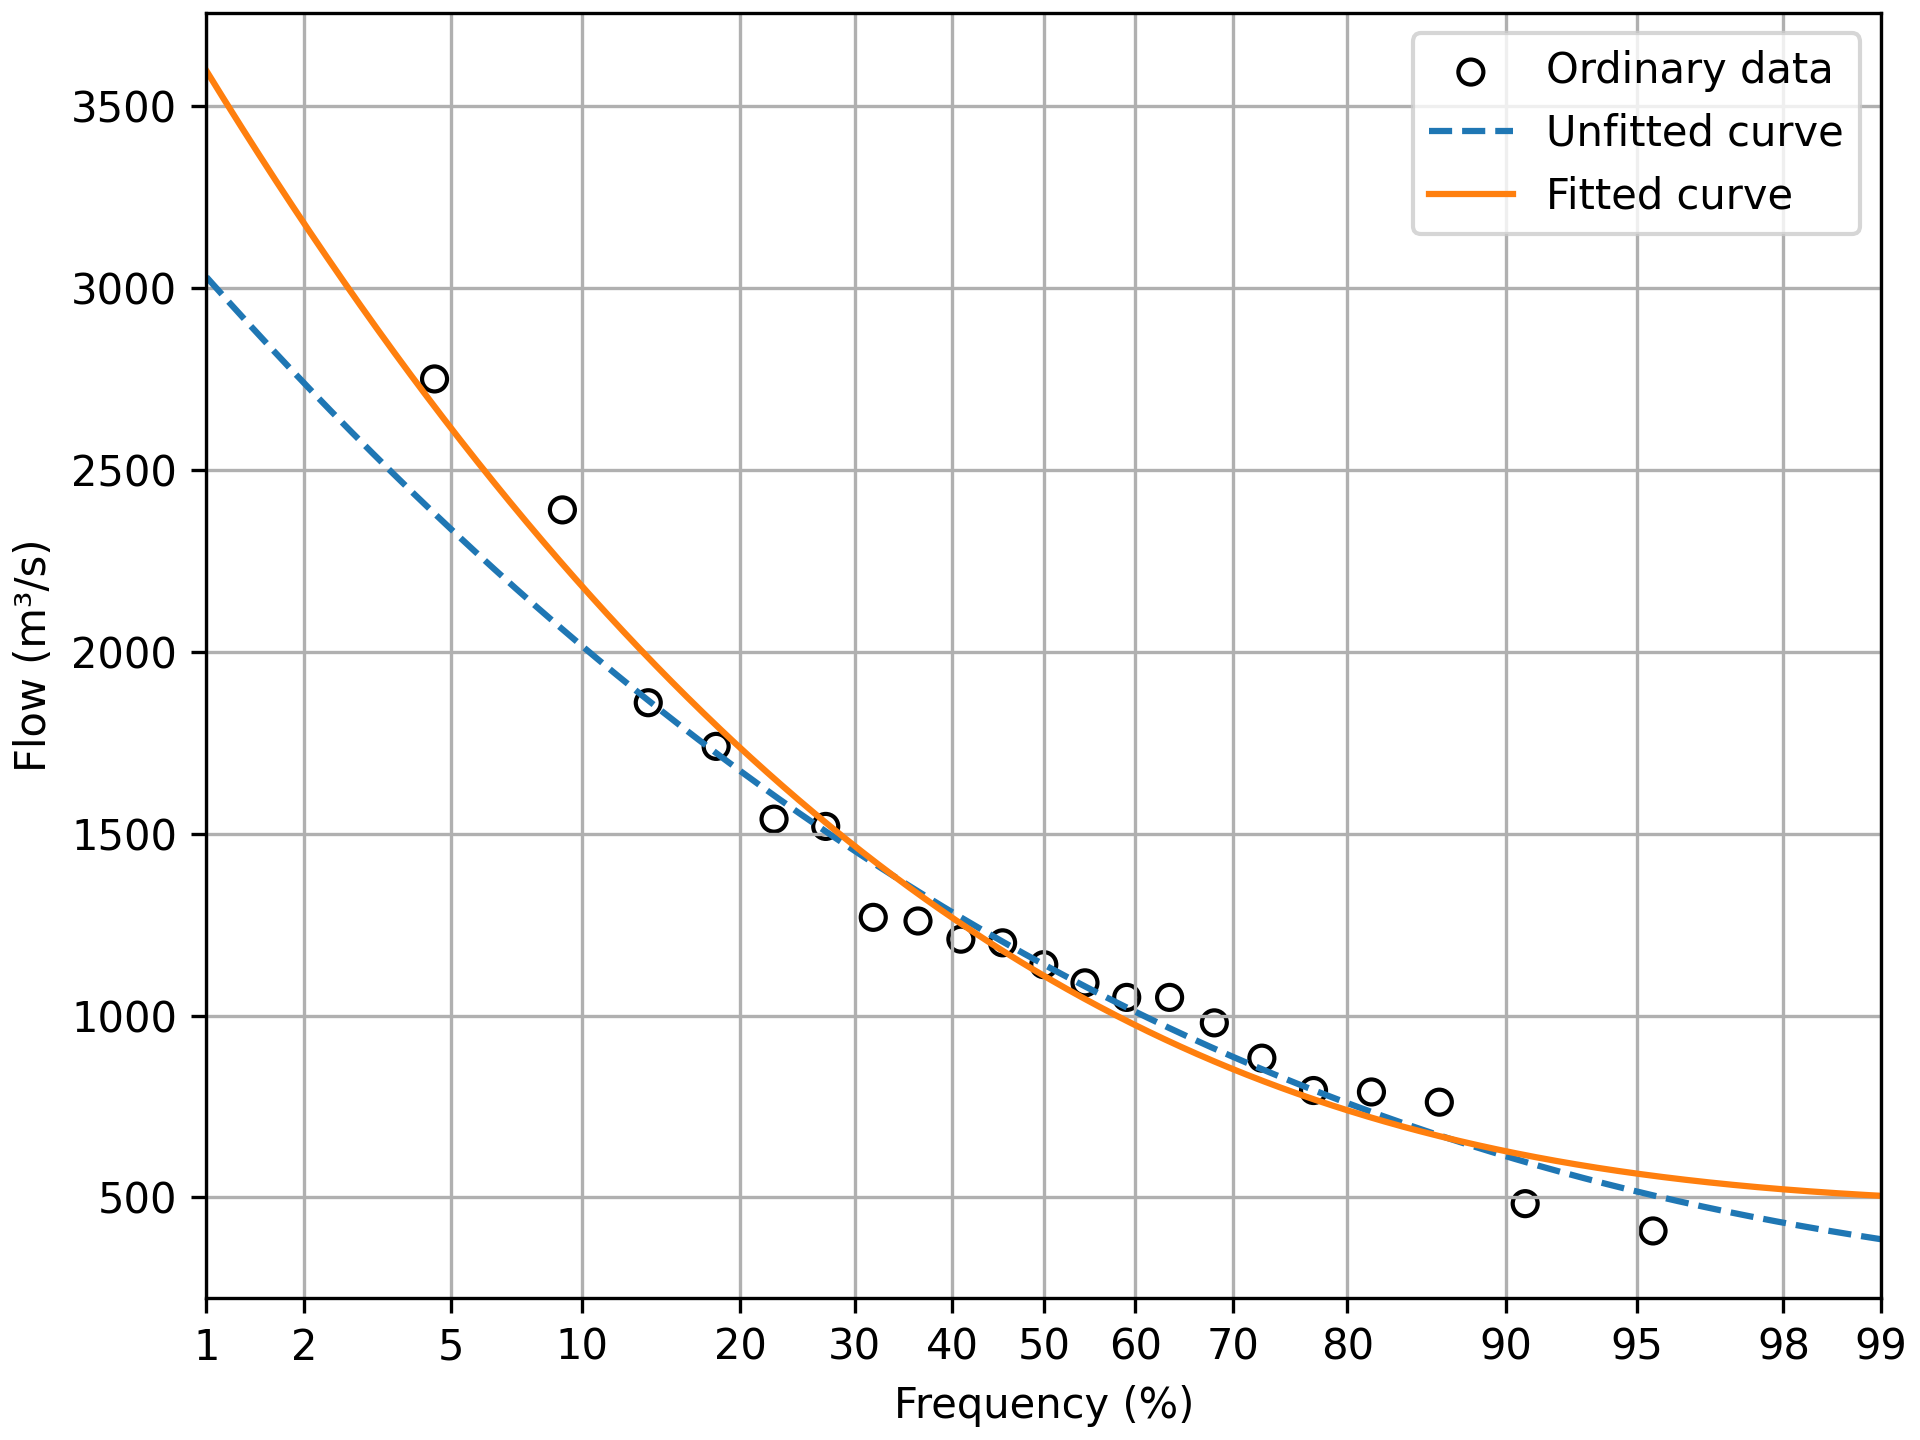 Ordinary data
Unfitted curve
Fitted curve
3500
3000
2500
2000
1500
1000
500
Flow (m³/s)
1 2 5 10 20 30 40 50 60 70 80 90 95 98 99
Frequency (%)